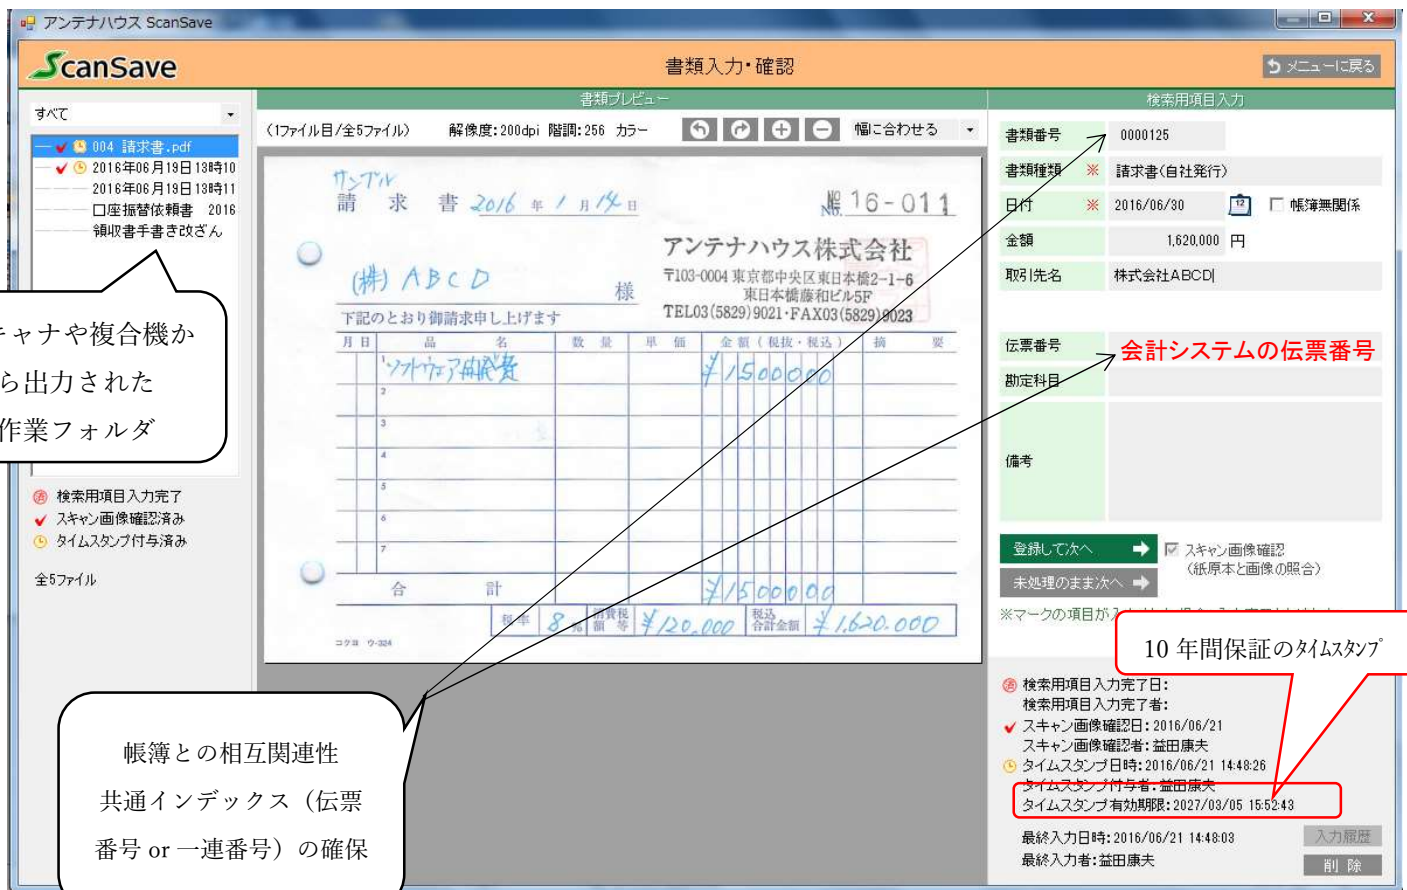 アンテナハウス ScanSave
ScanSave
書類入力・確認
メニューに戻る
すべて
004 請求書.pdf
2016年06月19日13時10
2016年06月19日13時11
口座振替依頼書 2016
領収書手書き改ざん
キャナや複合機か
ら出力された
作業フォルダ
検索用項目入力完了
スキャン画像確認済み
タイムスタンプ付与済み
全5ファイル
書類プレビュー
(1ファイル目/全5ファイル) 解像度:200dpi 階調:256 カラー
幅に合わせる
サンプル
請求書 2016 年 1 月 14 日
№ 16-011
アンテナハウス株式会社
〒103-0004 東京都中央区東日本橋2-1-6
東日本橋藤和ビル5F
TEL03(5829)9021・FAX03(5829)9023
(株) ABCD 様
下記のとおり御請求申し上げます
月日 品名 数量 単価 金額(税抜・税込) 摘要
1 ソフトウェア開発費 ¥1500000
2
3
4
5
6
7
合計 ¥1500000
税率 8 % 消費税額等 ¥120,000 税込合計金額 ¥1,620,000
コクヨ ウ-324
帳簿との相互関連性
共通インデックス（伝票
番号 or 一連番号）の確保
検索用項目入力
書類番号 0000125
書類種類 ※ 請求書(自社発行)
日付 ※ 2016/06/30 12 帳簿無関係
金額 1,620,000 円
取引先名 株式会社ABCD
伝票番号 会計システムの伝票番号
勘定科目
備考
登録して次へ
スキャン画像確認
(紙原本と画像の照合)
未処理のまま次へ
※マークの項目が
10 年間保証のタイムスタンプ
検索用項目入力完了日:
検索用項目入力完了者:
スキャン画像確認日:2016/06/21
スキャン画像確認者:益田康夫
タイムスタンプ日時:2016/06/21 14:48:26
タイムスタンプ付与者:益田康夫
タイムスタンプ有効期限:2027/03/05 15:52:43
最終入力日時:2016/06/21 14:48:03
最終入力者:益田康夫
入力履歴
削除